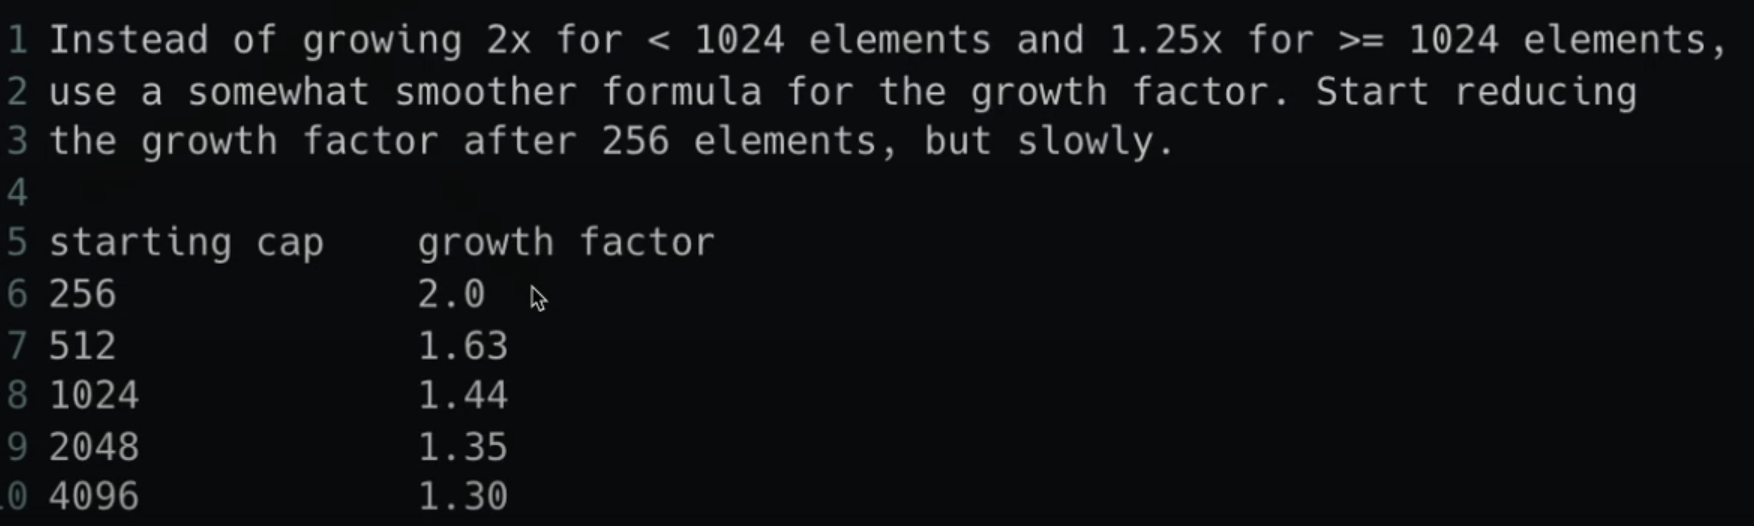 1 Instead of growing 2x for < 1024 elements and 1.25x for >= 1024 elements,
2 use a somewhat smoother formula for the growth factor. Start reducing
3 the growth factor after 256 elements, but slowly.
4
5 starting cap    growth factor
6 256             2.0
7 512             1.63
8 1024            1.44
9 2048            1.35
10 4096            1.30